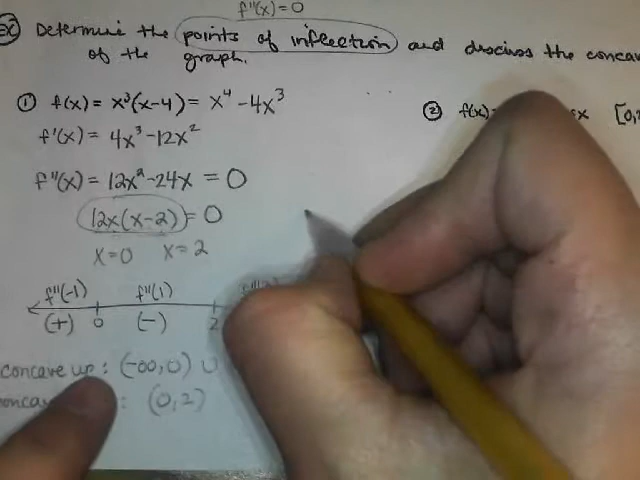 f''(x) = 0
Ex Determine the points of inflection and discuss the
of the graph.
① f(x) = x³(x-4) = x⁴ - 4x³
② f(x)= [0,
f'(x) = 4x³ - 12x²
f''(x) = 12x² - 24x = 0
12x(x-2) = 0
x=0 x=2
f''(-1) f''(1)
(+) 0 (-) 2
concave up: (-∞, 0) ∪
: (0, 2)